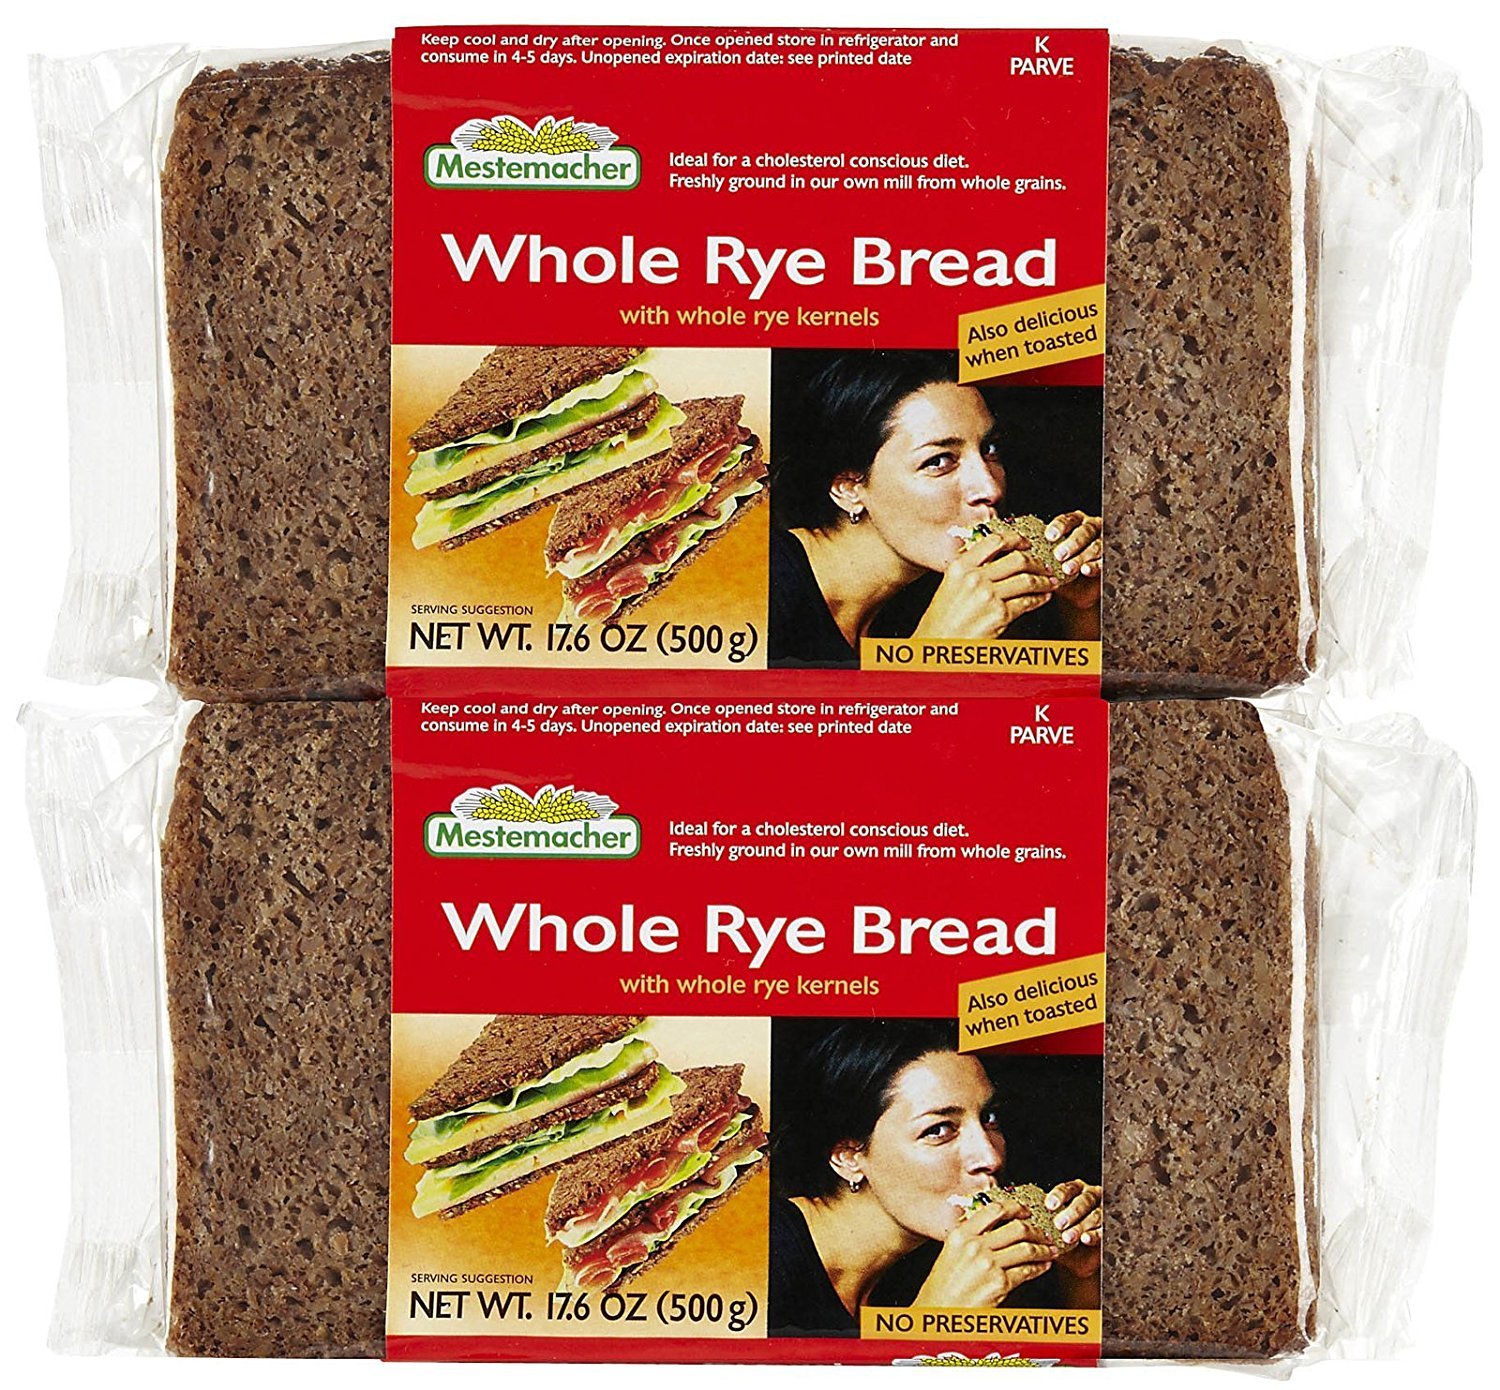 Keep cool and dry after opening. Once opened store in refrigerator and
consume in 4-5 days. Unopened expiration date: see printed date
K
PARVE
Mestemacher
Ideal for a cholesterol conscious diet.
Freshly ground in our own mill from whole grains.
Whole Rye Bread
with whole rye kernels
Also delicious
when toasted
SERVING SUGGESTION
NET WT. 17.6 OZ (500 g)
NO PRESERVATIVES
Keep cool and dry after opening. Once opened store in refrigerator and
consume in 4-5 days. Unopened expiration date: see printed date
K
PARVE
Mestemacher
Ideal for a cholesterol conscious diet.
Freshly ground in our own mill from whole grains.
Whole Rye Bread
with whole rye kernels
Also delicious
when toasted
SERVING SUGGESTION
NET WT. 17.6 OZ (500 g)
NO PRESERVATIVES